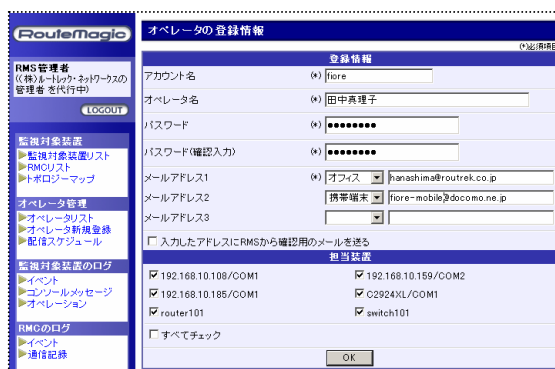 RouteMagic
RMS管理者
((株)ルートレック・ネットワークスの
管理者 を代行中)
LOGOUT
監視対象装置
監視対象装置リスト
RMCリスト
トポロジーマップ
オペレータ管理
オペレータリスト
オペレータ新規登録
配信スケジュール
監視対象装置のログ
イベント
コンソールメッセージ
オペレーション
RMCのログ
イベント
通信記録
オペレータの登録情報
(*)必須項目
登録情報
アカウント名 (*) fiore
オペレータ名 (*) 田中真理子
パスワード (*) ●●●●●●●●
パスワード(確認入力) (*) ●●●●●●●●
メールアドレス1 (*) オフィス hanashima@routrek.co.jp
メールアドレス2 携帯端末 fiore-mobile@docomo.ne.jp
メールアドレス3
入力したアドレスにRMSから確認用のメールを送る
担当装置
192.168.10.108/COM1 192.168.10.159/COM2
192.168.10.185/COM1 C2924XL/COM1
router101 switch101
すべてチェック
OK